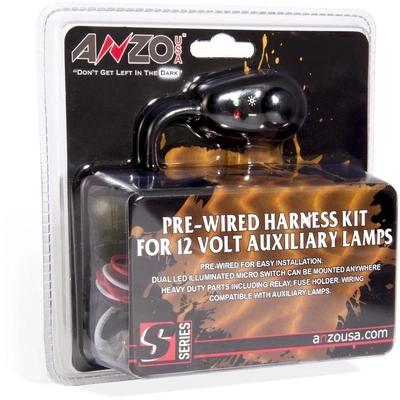 ANZO USA
"DON'T GET LEFT IN THE DARK"
PRE-WIRED HARNESS KIT
FOR 12 VOLT AUXILIARY LAMPS
PRE-WIRED FOR EASY INSTALLATION.
DUAL LED ILLUMINATED MICRO SWITCH CAN BE MOUNTED ANYWHERE
HEAVY DUTY PARTS INCLUDING RELAY, FUSE HOLDER, WIRING
COMPATIBLE WITH AUXILIARY LAMPS.
S SERIES
anzousa.com